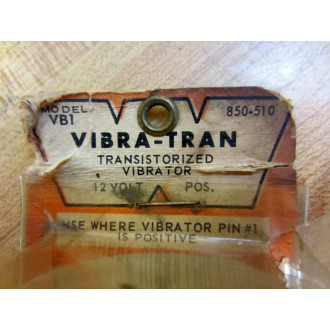 MODEL
VB1
850-510
VIBRA-TRAN
TRANSISTORIZED
VIBRATOR
12 VOLT POS.
USE WHERE VIBRATOR PIN #1
IS POSITIVE